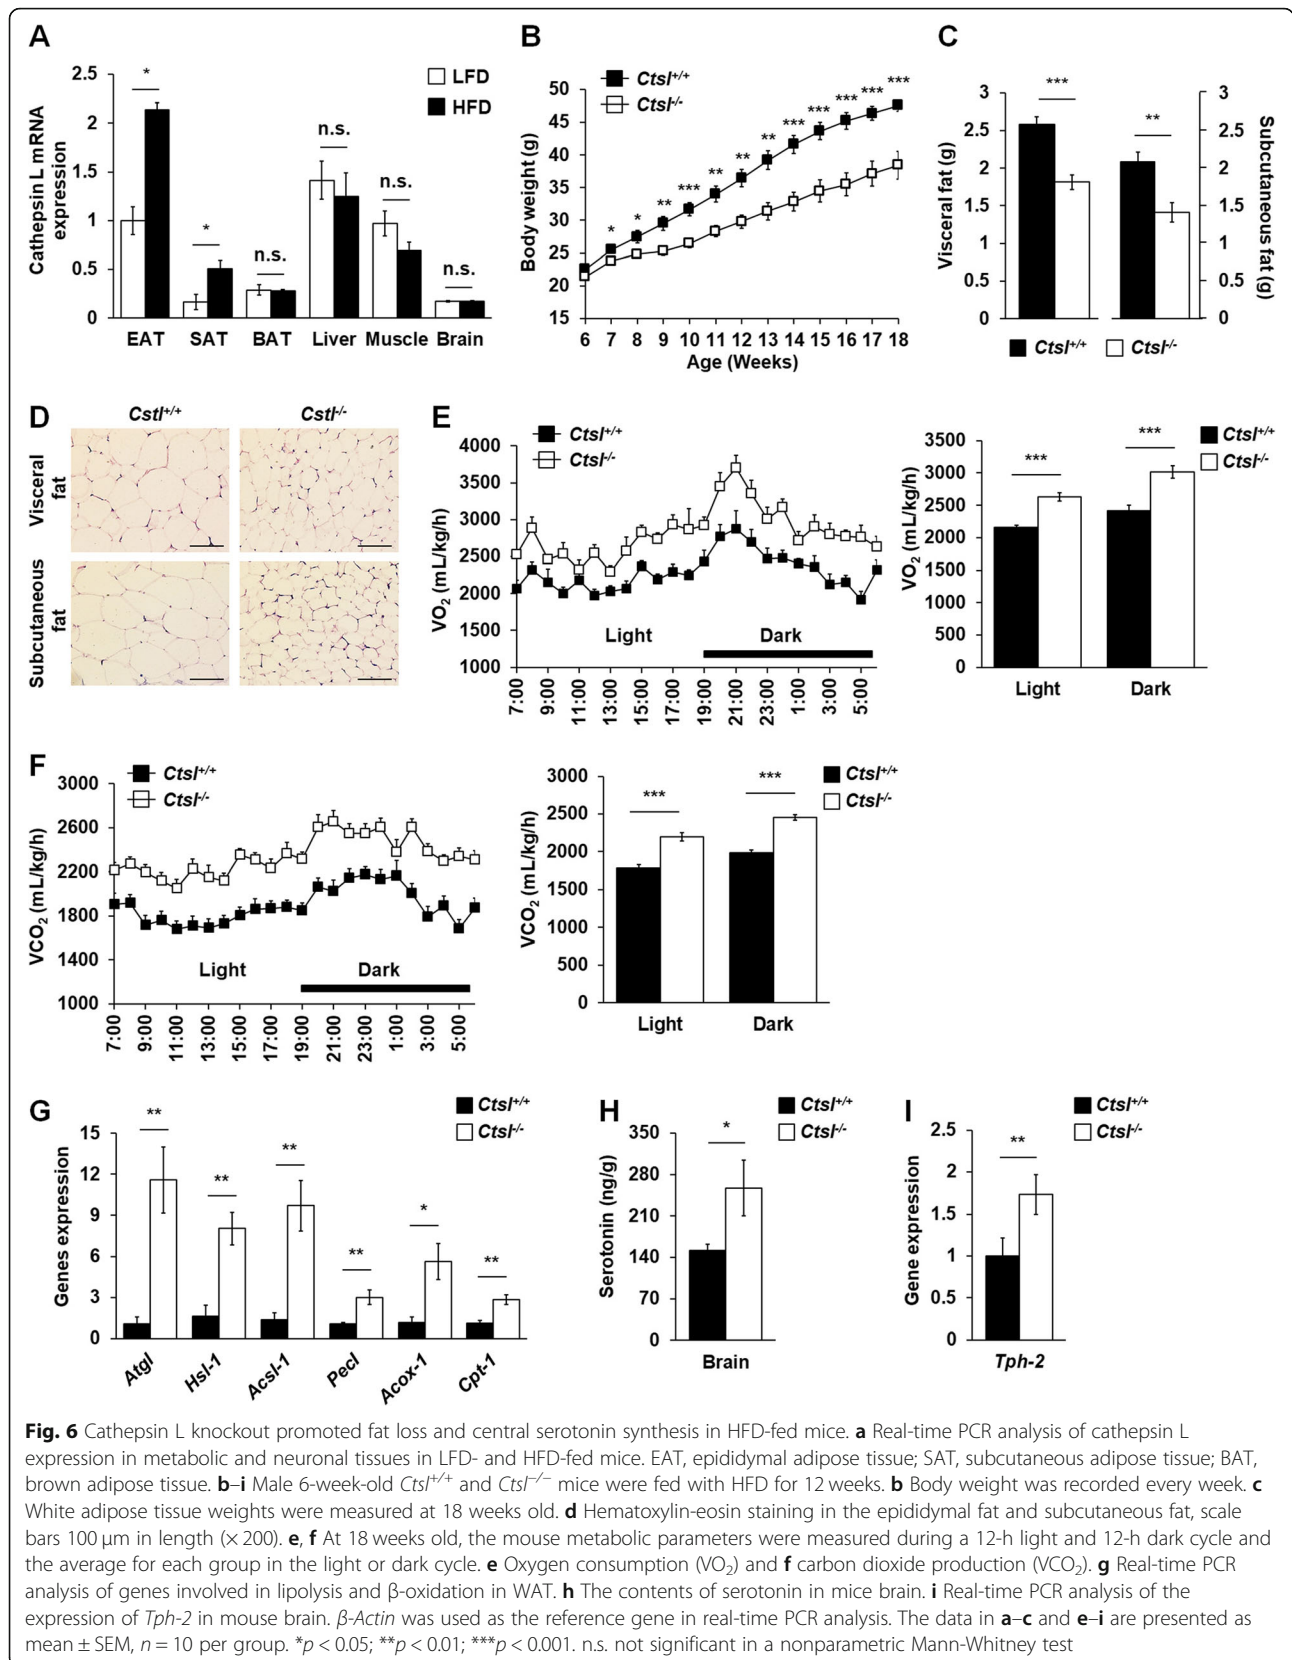 A
B
C
Cathepsin L mRNA
expression
2.5
2
1.5
1
0.5
0
LFD
HFD
*
*
n.s.
n.s.
n.s.
n.s.
EAT SAT BAT Liver Muscle Brain
Body weight (g)
50
45
40
35
30
25
20
15
Ctsl+/+
Ctsl-/-
* * ** *** ** ** ** *** *** *** *** ***
6 7 8 9 10 11 12 13 14 15 16 17 18
Age (Weeks)
Visceral fat (g)
3
2.5
2
1.5
1
0.5
0
***
**
3
2.5
2
1.5
1
0.5
0
Subcutaneous fat (g)
Ctsl+/+ Ctsl-/-
D
Cstl+/+ Cstl-/-
Visceral
fat
Subcutaneous
fat
E
Ctsl+/+
Ctsl-/-
VO2 (mL/kg/h)
4000
3500
3000
2500
2000
1500
1000
Light Dark
7:00 9:00 11:00 13:00 15:00 17:00 19:00 21:00 23:00 1:00 3:00 5:00
VO2 (mL/kg/h)
3500
3000
2500
2000
1500
1000
500
0
***
***
Ctsl+/+
Ctsl-/-
Light Dark
F
Ctsl+/+
Ctsl-/-
VCO2 (mL/kg/h)
3000
2600
2200
1800
1400
1000
Light Dark
7:00 9:00 11:00 13:00 15:00 17:00 19:00 21:00 23:00 1:00 3:00 5:00
VCO2 (mL/kg/h)
3000
2500
2000
1500
1000
500
0
***
***
Ctsl+/+
Ctsl-/-
Light Dark
G
Ctsl+/+
Ctsl-/-
Genes expression
15
12
9
6
3
0
** ** ** ** * **
Atgl Hsl-1 Acsl-1 Pecl Acox-1 Cpt-1
H
Ctsl+/+
Ctsl-/-
Serotonin (ng/g)
350
280
210
140
70
0
*
Brain
I
Ctsl+/+
Ctsl-/-
Gene expression
2.5
2
1.5
1
0.5
0
**
Tph-2
Fig. 6 Cathepsin L knockout promoted fat loss and central serotonin synthesis in HFD-fed mice. a Real-time PCR analysis of cathepsin L
expression in metabolic and neuronal tissues in LFD- and HFD-fed mice. EAT, epididymal adipose tissue; SAT, subcutaneous adipose tissue; BAT,
brown adipose tissue. b–i Male 6-week-old Ctsl+/+ and Ctsl−/− mice were fed with HFD for 12 weeks. b Body weight was recorded every week. c
White adipose tissue weights were measured at 18 weeks old. d Hematoxylin-eosin staining in the epididymal fat and subcutaneous fat, scale
bars 100 μm in length (× 200). e, f At 18 weeks old, the mouse metabolic parameters were measured during a 12-h light and 12-h dark cycle and
the average for each group in the light or dark cycle. e Oxygen consumption (VO2) and f carbon dioxide production (VCO2). g Real-time PCR
analysis of genes involved in lipolysis and β-oxidation in WAT. h The contents of serotonin in mice brain. i Real-time PCR analysis of the
expression of Tph-2 in mouse brain. β-Actin was used as the reference gene in real-time PCR analysis. The data in a–c and e–i are presented as
mean ± SEM, n = 10 per group. *p < 0.05; **p < 0.01; ***p < 0.001. n.s. not significant in a nonparametric Mann-Whitney test